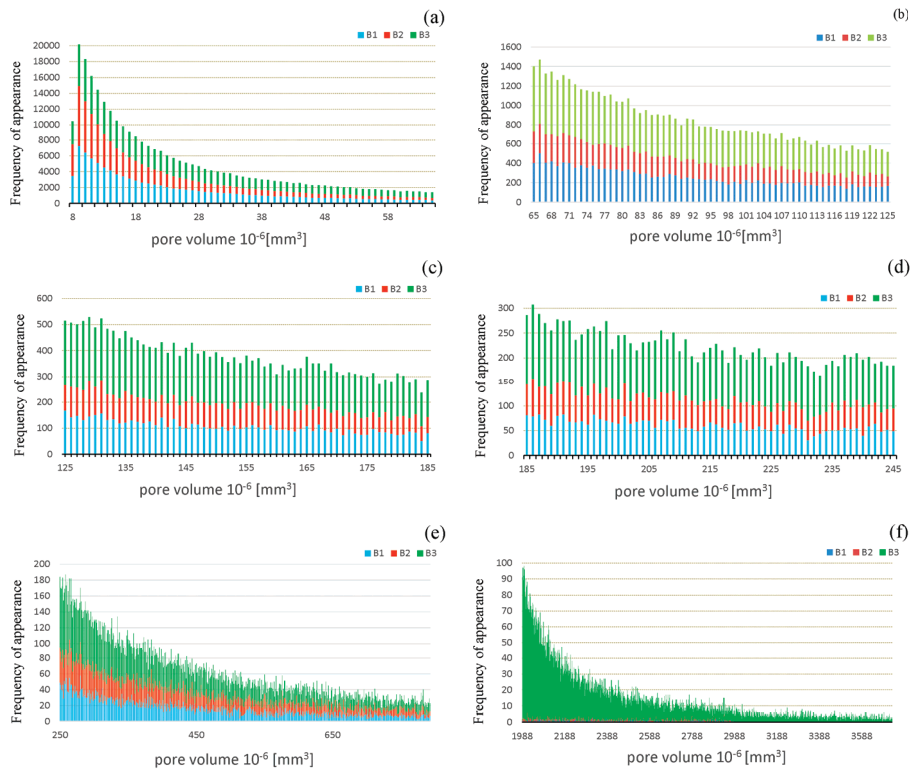 (a)
B1 B2 B3
Frequency of appearance
20000
18000
16000
14000
12000
10000
8000
6000
4000
2000
0
8 18 28 38 48 58
pore volume 10⁻⁶[mm³]
(b)
B1 B2 B3
Frequency of appearance
1600
1400
1200
1000
800
600
400
200
0
65 68 71 74 77 80 83 86 89 92 95 98 101 104 107 110 113 116 119 122 125
pore volume 10⁻⁶[mm³]
(c)
B1 B2 B3
Frequency of appearance
600
500
400
300
200
100
0
125 135 145 155 165 175 185
pore volume 10⁻⁶ [mm³]
(d)
B1 B2 B3
Frequency of appearance
300
250
200
150
100
50
0
185 195 205 215 225 235 245
pore volume 10⁻⁶ [mm³]
(e)
B1 B2 B3
Frequency of appearance
200
180
160
140
120
100
80
60
40
20
0
250 450 650
pore volume 10⁻⁶ [mm³]
(f)
B1 B2 B3
Frequency of appearance
100
90
80
70
60
50
40
30
20
10
0
1988 2188 2388 2588 2788 2988 3188 3388 3588
pore volume 10⁻⁶ [mm³]